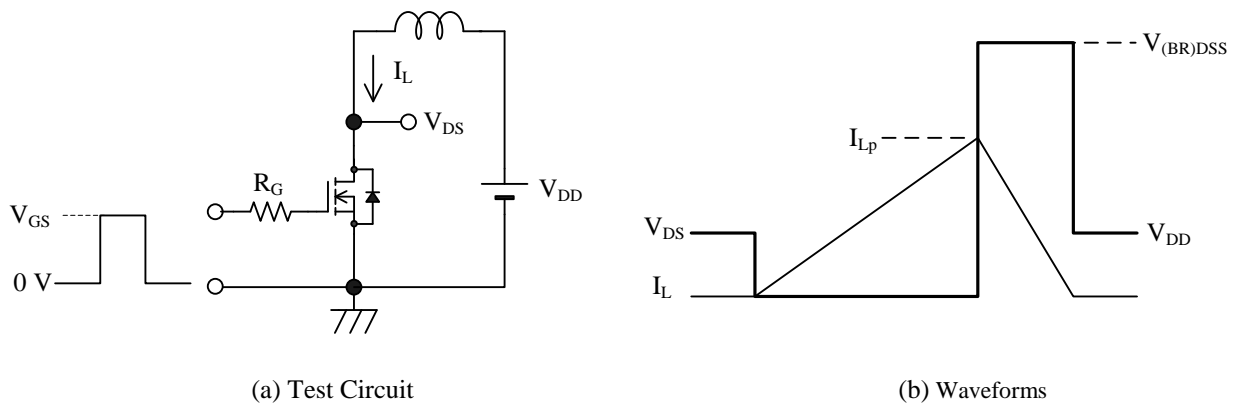 I_L
V_DS
R_G
V_GS
0 V
V_DD
(a) Test Circuit
V_(BR)DSS
I_Lp
V_DS
V_DD
I_L
(b) Waveforms